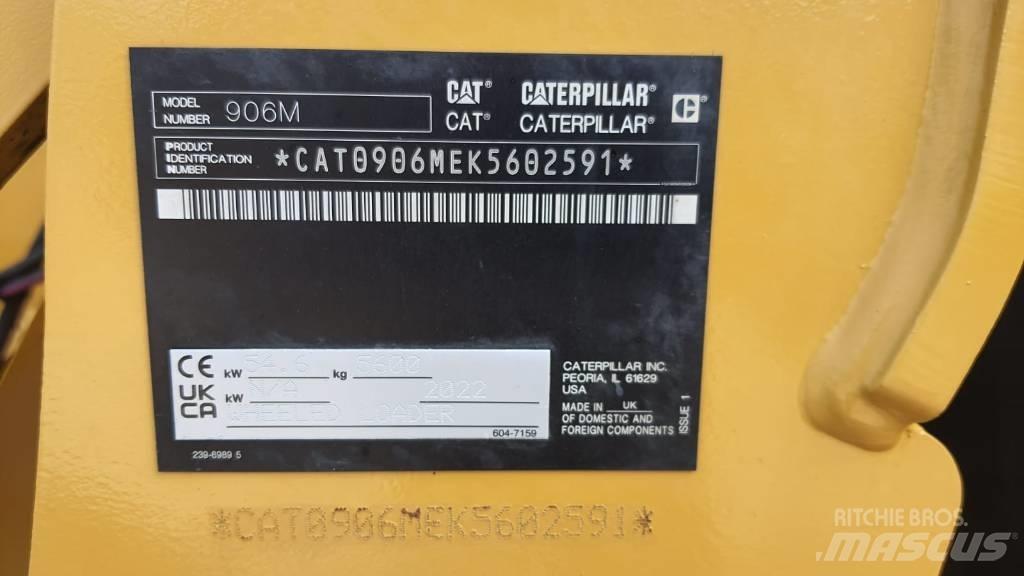 MODEL NUMBER 906M
CAT® CATERPILLAR®
CAT® CATERPILLAR®
PRODUCT
IDENTIFICATION
NUMBER
*CAT0906MEK5602591*
CE kW 54.6 kg 5600
UK CA kW N/A 2022
WHEELED LOADER
604-7159
CATERPILLAR INC.
PEORIA, IL 61629
USA
MADE IN UK
OF DOMESTIC AND
FOREIGN COMPONENTS
ISSUE 1
239-6989 5
*CAT0906MEK5602591*
RITCHIE BROS.
MASCUS